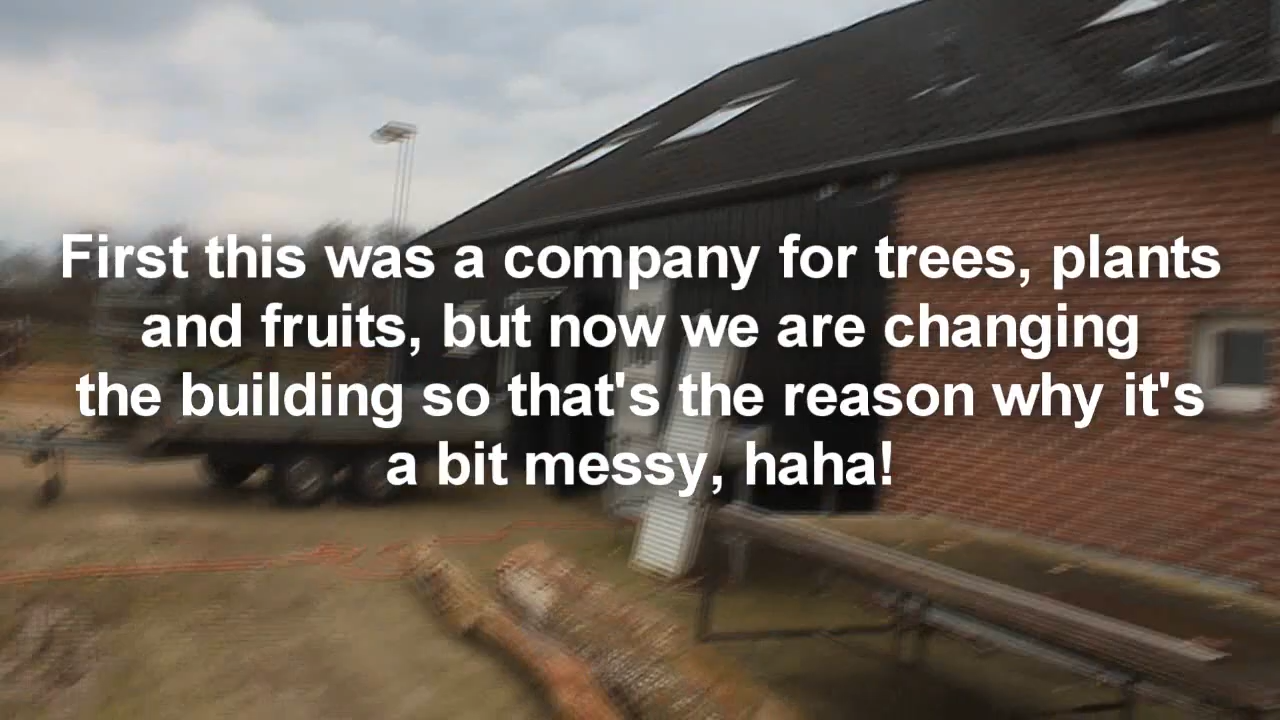 First this was a company for trees, plants
and fruits, but now we are changing
the building so that's the reason why it's
a bit messy, haha!